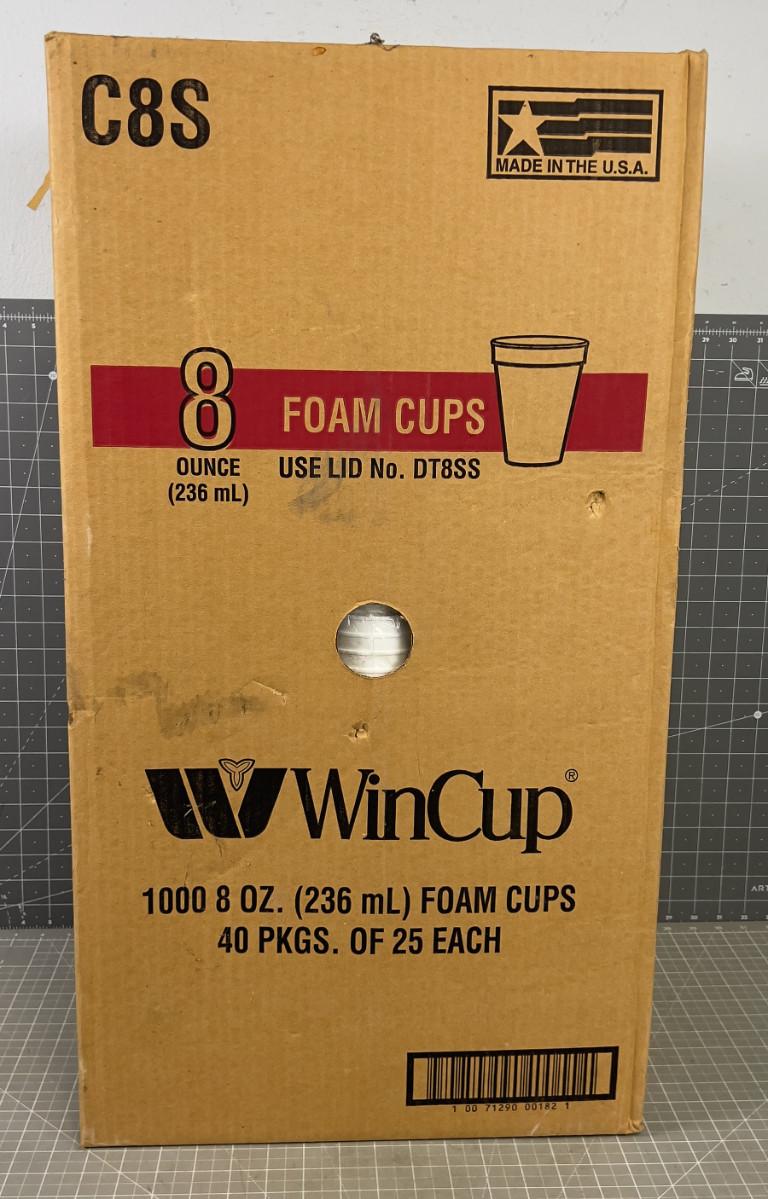 C8S
MADE IN THE U.S.A.
8
FOAM CUPS
OUNCE
(236 mL)
USE LID No. DT8SS
WinCup®
1000 8 OZ. (236 mL) FOAM CUPS
40 PKGS. OF 25 EACH
1 00 71290 00182 1